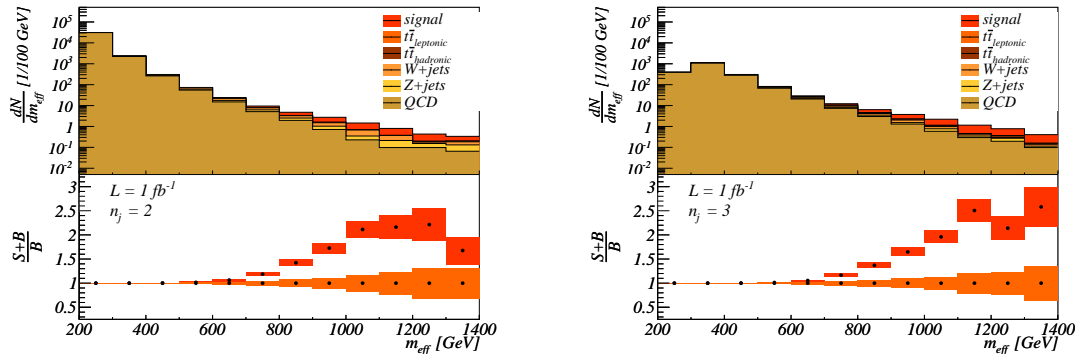 dN/dm_eff [1/100 GeV]
10^5
10^4
10^3
10^2
10
1
10^-1
10^-2
signal
tt̄ leptonic
tt̄ hadronic
W+jets
Z+jets
QCD
S+B/B
3
2.5
2
1.5
1
0.5
L = 1 fb^-1
n_j = 2
200 400 600 800 1000 1200 1400
m_eff [GeV]
dN/dm_eff [1/100 GeV]
10^5
10^4
10^3
10^2
10
1
10^-1
10^-2
signal
tt̄ leptonic
tt̄ hadronic
W+jets
Z+jets
QCD
S+B/B
3
2.5
2
1.5
1
0.5
L = 1 fb^-1
n_j = 3
200 400 600 800 1000 1200 1400
m_eff [GeV]